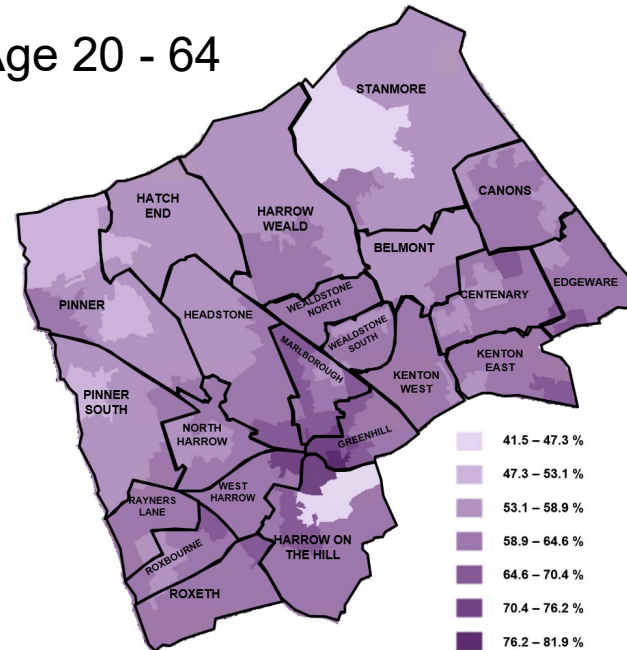 Age 20 - 64
STANMORE
CANONS
HATCH
END
HARROW
WEALD
BELMONT
EDGEWARE
CENTENARY
PINNER
HEADSTONE
WEALDSTONE
NORTH
WEALDSTONE
SOUTH
MARLBOROUGH
KENTON
EAST
KENTON
WEST
PINNER
SOUTH
NORTH
HARROW
GREENHILL
WEST
HARROW
RAYNERS
LANE
ROXBOURNE
HARROW ON
THE HILL
ROXETH
41.5 – 47.3 %
47.3 – 53.1 %
53.1 – 58.9 %
58.9 – 64.6 %
64.6 – 70.4 %
70.4 – 76.2 %
76.2 – 81.9 %